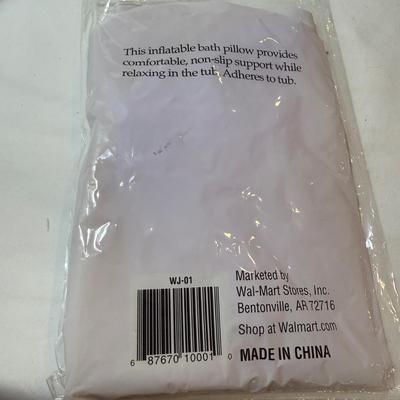 This inflatable bath pillow provides
comfortable, non-slip support while
relaxing in the tub. Adheres to tub.
WJ-01
6 87670 10001 0
Marketed by
Wal-Mart Stores, Inc.
Bentonville, AR 72716
Shop at Walmart.com
MADE IN CHINA